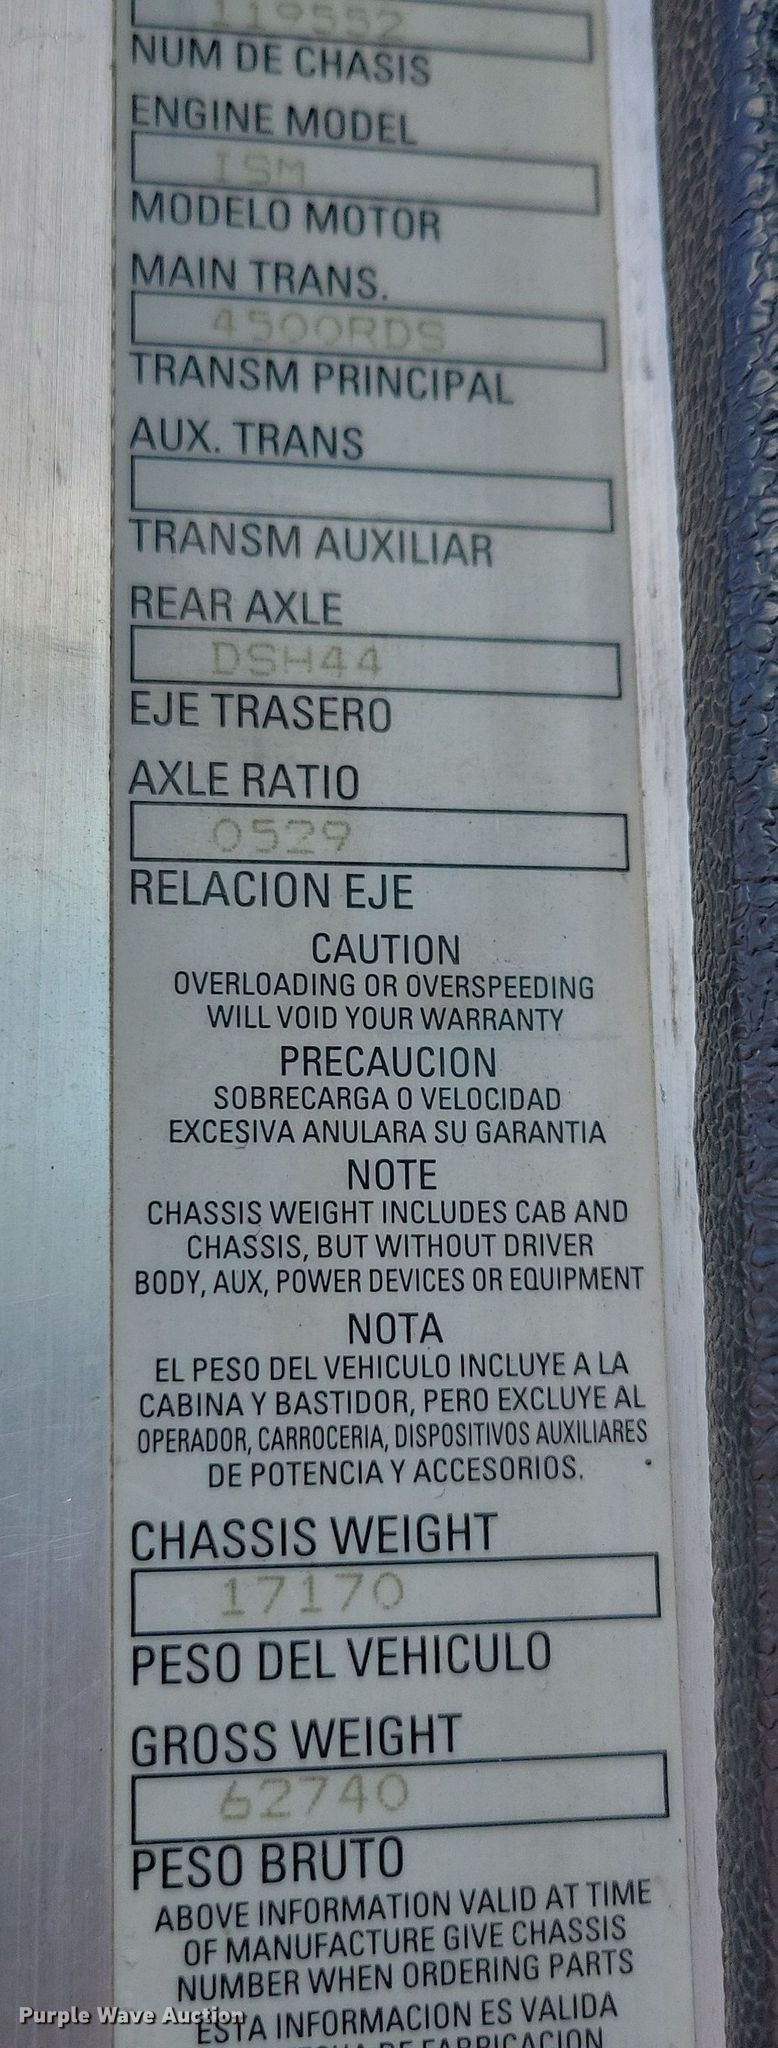 119552
NUM DE CHASIS
ENGINE MODEL
ISM
MODELO MOTOR
MAIN TRANS.
4500RDS
TRANSM PRINCIPAL
AUX. TRANS
TRANSM AUXILIAR
REAR AXLE
DSH44
EJE TRASERO
AXLE RATIO
0529
RELACION EJE
CAUTION
OVERLOADING OR OVERSPEEDING
WILL VOID YOUR WARRANTY
PRECAUCION
SOBRECARGA O VELOCIDAD
EXCESIVA ANULARA SU GARANTIA
NOTE
CHASSIS WEIGHT INCLUDES CAB AND
CHASSIS, BUT WITHOUT DRIVER
BODY, AUX, POWER DEVICES OR EQUIPMENT
NOTA
EL PESO DEL VEHICULO INCLUYE A LA
CABINA Y BASTIDOR, PERO EXCLUYE AL
OPERADOR, CARROCERIA, DISPOSITIVOS AUXILIARES
DE POTENCIA Y ACCESORIOS.
CHASSIS WEIGHT
17170
PESO DEL VEHICULO
GROSS WEIGHT
62740
PESO BRUTO
ABOVE INFORMATION VALID AT TIME
OF MANUFACTURE GIVE CHASSIS
NUMBER WHEN ORDERING PARTS
ESTA INFORMACION ES VALIDA
DE FABRICACION
Purple Wave Auction